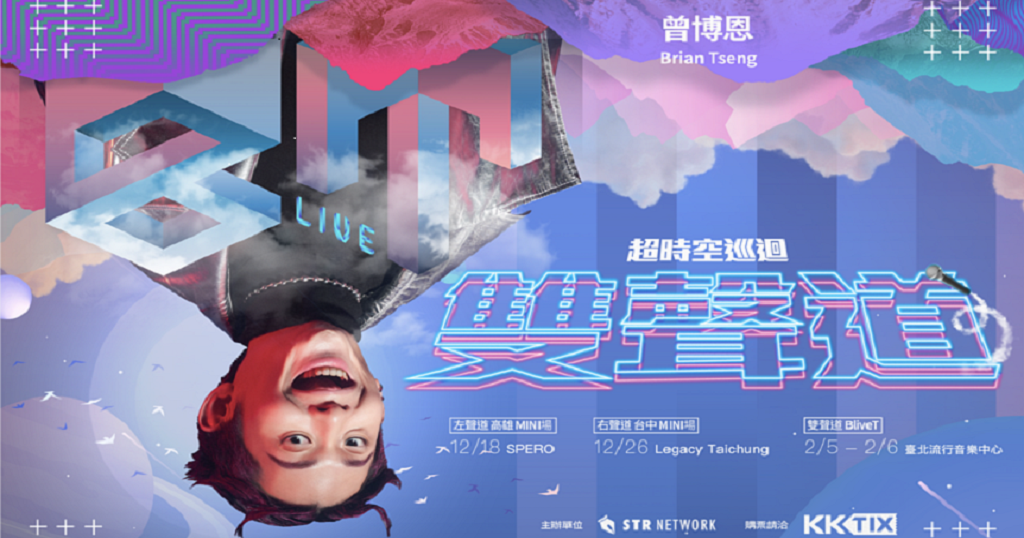 曾博恩
Brian Tseng
LIVE
超時空巡迴
雙聲道
左聲道 高雄 MINI場
12/18 SPERO
右聲道 台中 MINI場
12/26 Legacy Taichung
雙聲道 BliveT
2/5 – 2/6 臺北流行音樂中心
主辦單位 STR NETWORK 購票請洽 KKTIX